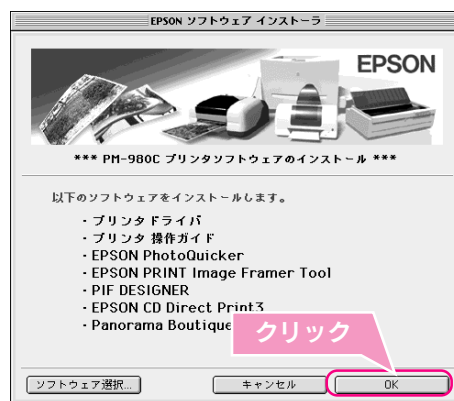 EPSON ソフトウェア インストーラ
EPSON
*** PM-980C プリンタソフトウェアのインストール ***
以下のソフトウェアをインストールします。
・プリンタドライバ
・プリンタ 操作ガイド
・EPSON PhotoQuicker
・EPSON PRINT Image Framer Tool
・PIF DESIGNER
・EPSON CD Direct Print3
・Panorama Boutique
クリック
ソフトウェア選択...
キャンセル
OK